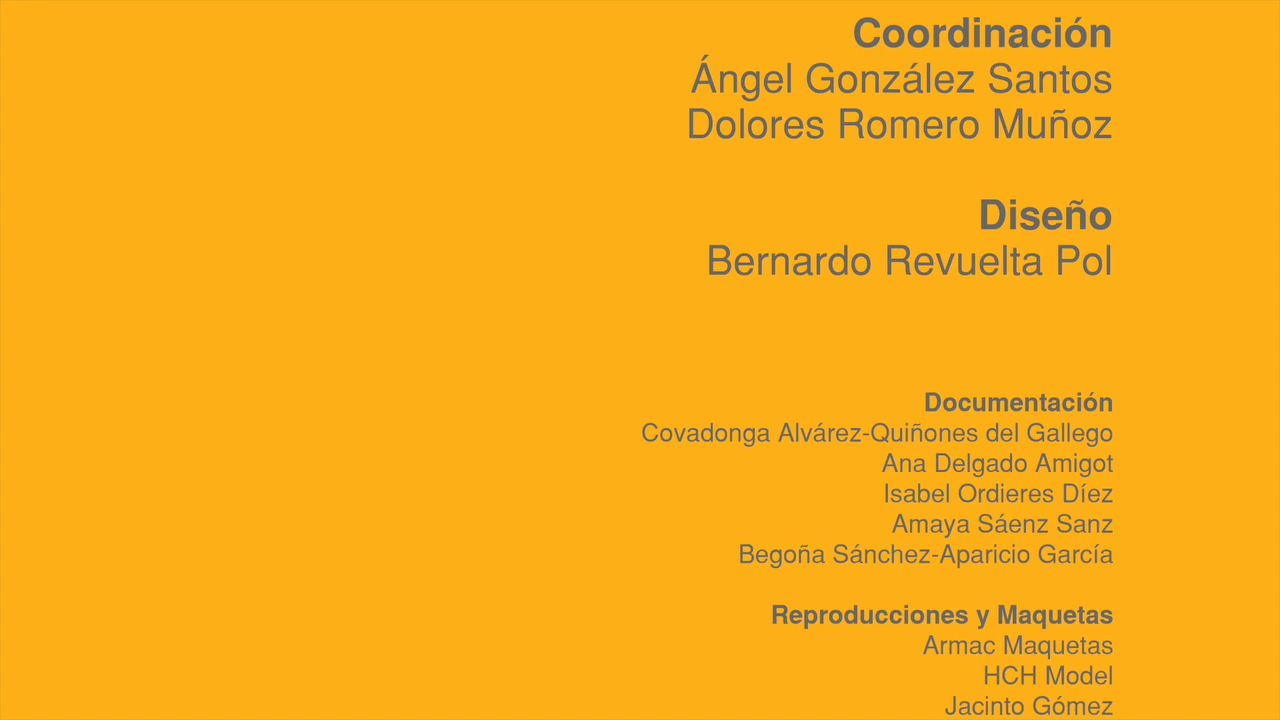 Coordinación
Ángel González Santos
Dolores Romero Muñoz
Diseño
Bernardo Revuelta Pol
Documentación
Covadonga Alvárez-Quiñones del Gallego
Ana Delgado Amigot
Isabel Ordieres Díez
Amaya Sáenz Sanz
Begoña Sánchez-Aparicio García
Reproducciones y Maquetas
Armac Maquetas
HCH Model
Jacinto Gómez